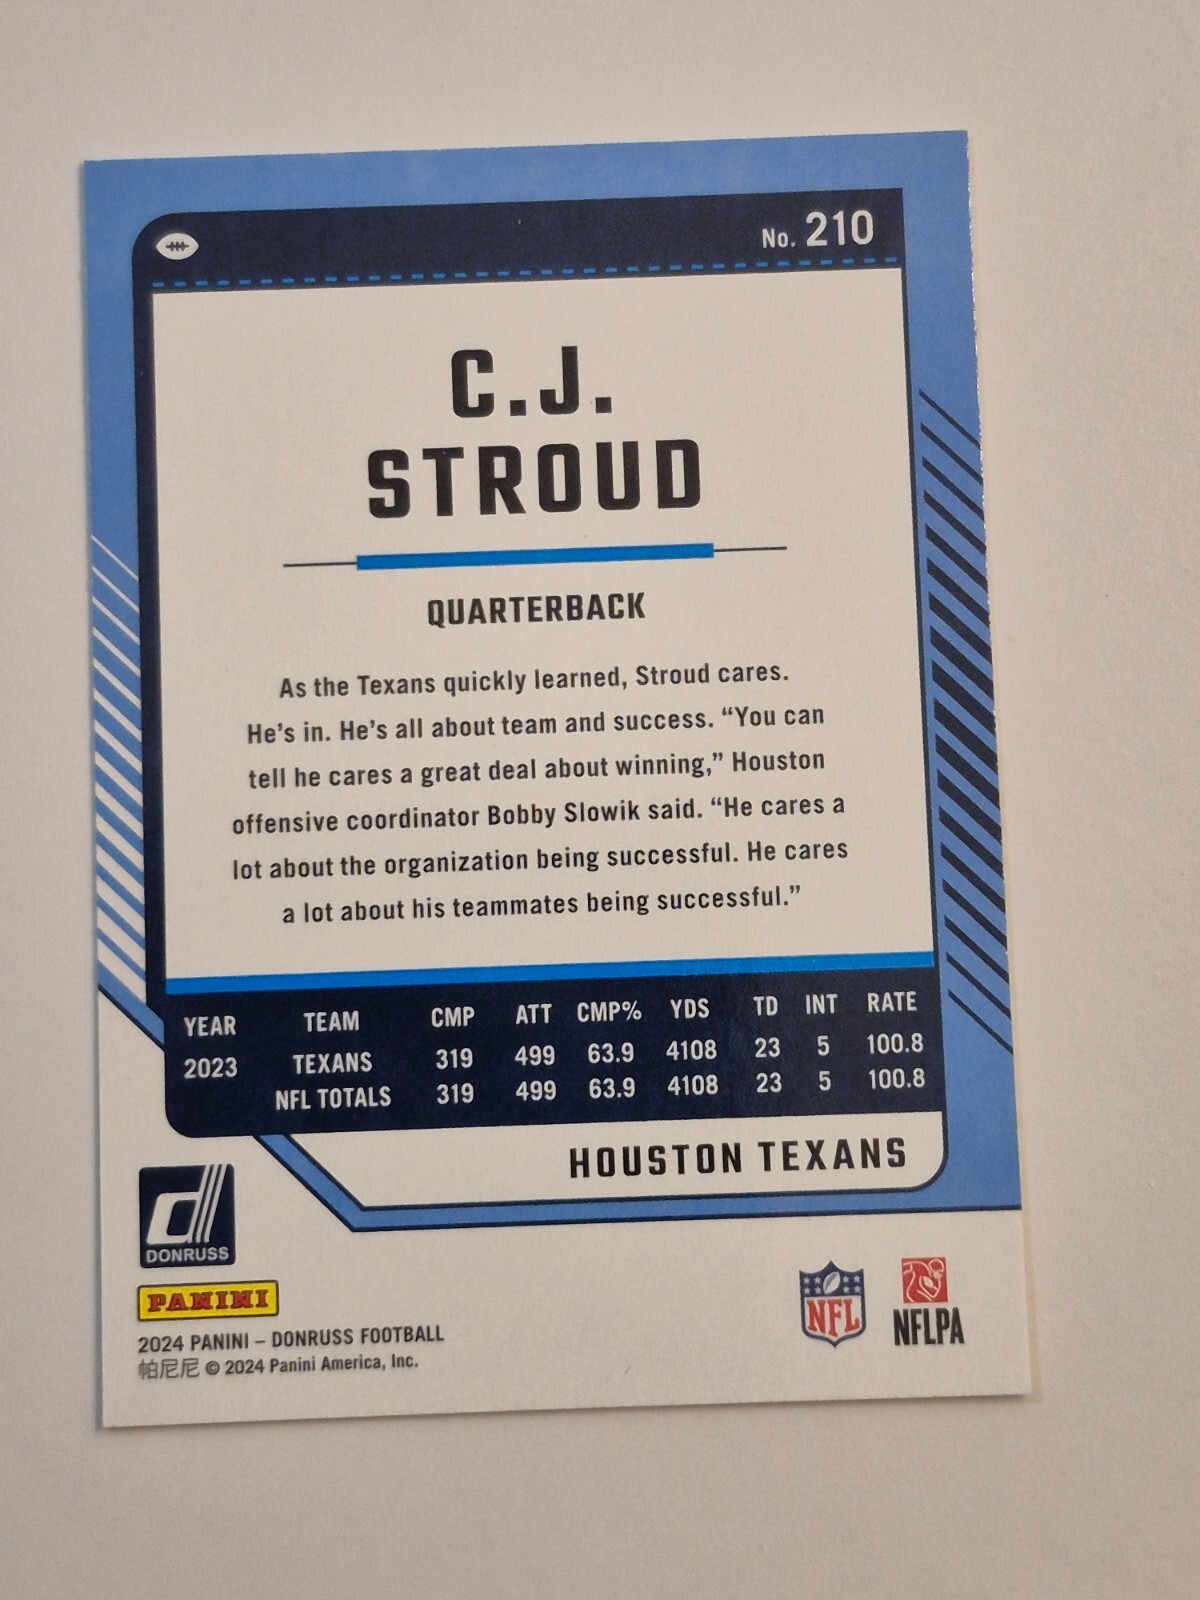 No. 210
C.J.
STROUD
QUARTERBACK
As the Texans quickly learned, Stroud cares.
He’s in. He’s all about team and success. “You can
tell he cares a great deal about winning,” Houston
offensive coordinator Bobby Slowik said. “He cares a
lot about the organization being successful. He cares
a lot about his teammates being successful.”
YEAR TEAM CMP ATT CMP% YDS TD INT RATE
2023 TEXANS 319 499 63.9 4108 23 5 100.8
NFL TOTALS 319 499 63.9 4108 23 5 100.8
HOUSTON TEXANS
d
DONRUSS
PANINI
2024 PANINI – DONRUSS FOOTBALL
帕尼尼 © 2024 Panini America, Inc.
NFL
NFLPA